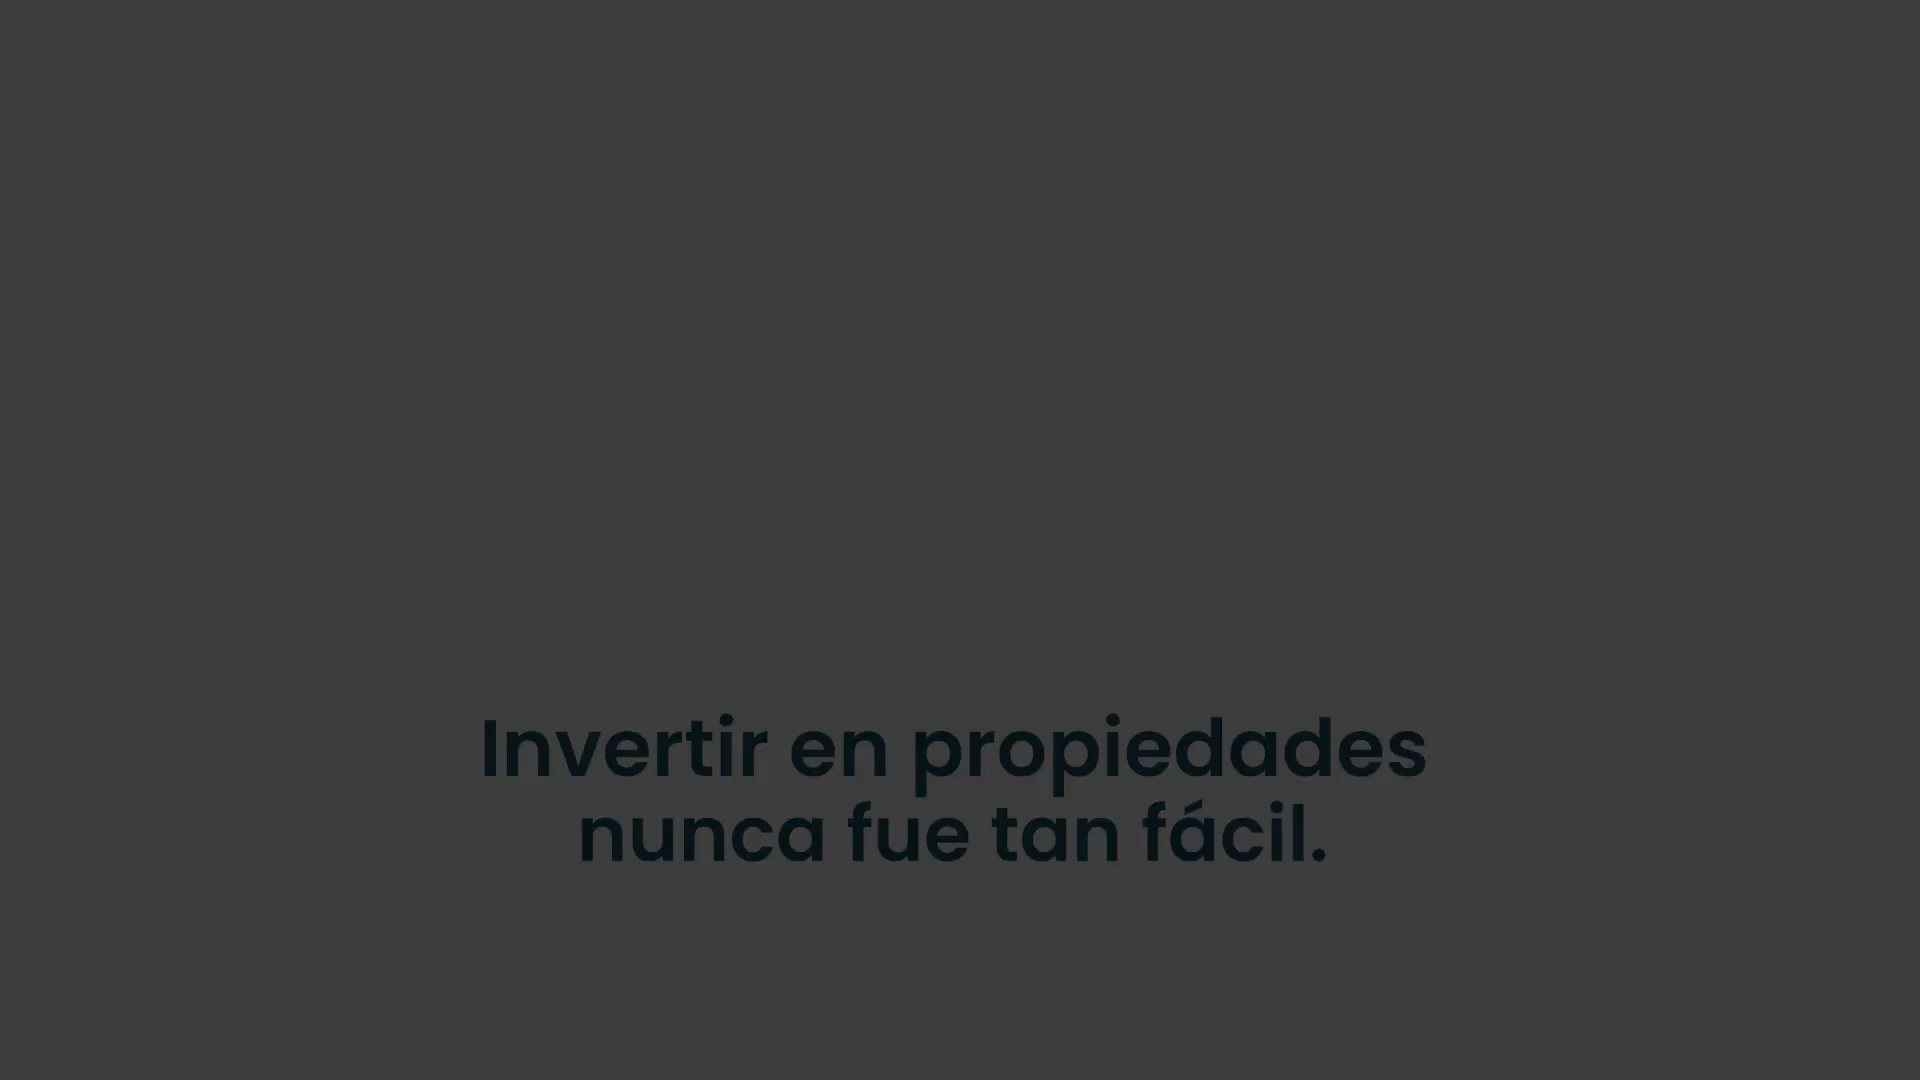 Invertir en propiedades
nunca fue tan fácil.